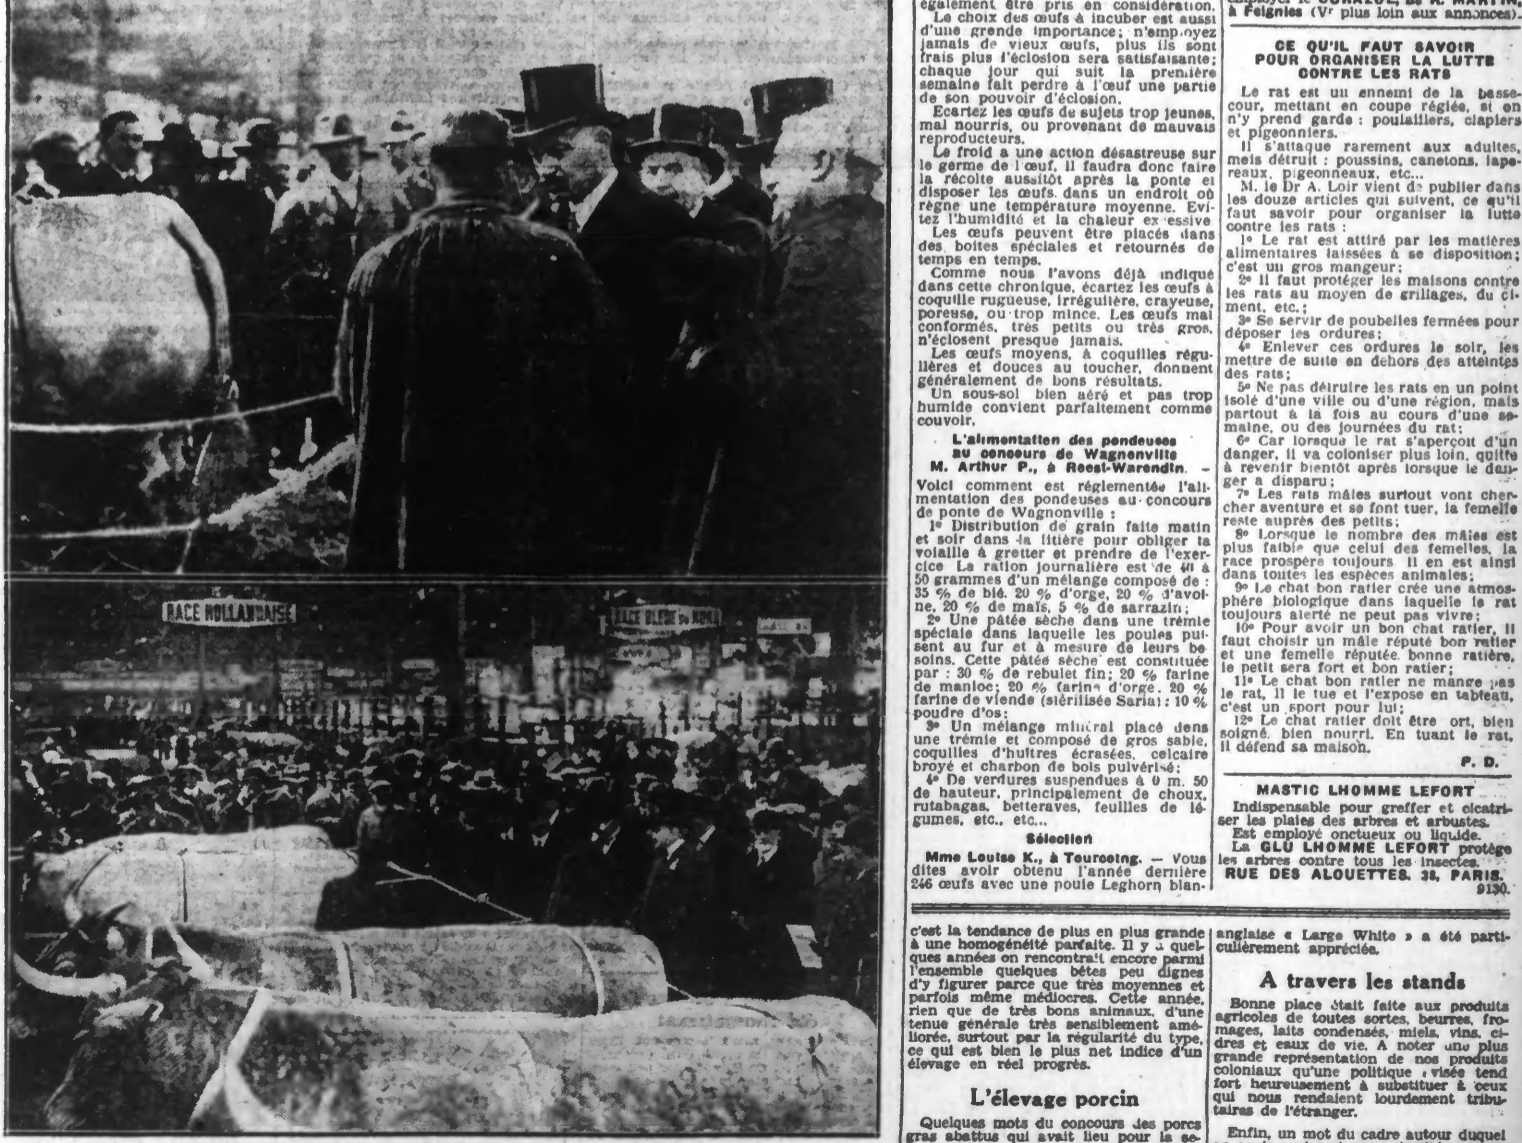 RACE HOLLANDAISE
RACE BLEUE DU NORD
également être pris en considération.
Le choix des œufs à incuber est aussi
d'une grende importance; n'employez
jamais de vieux œufs, plus ils sont
frais plus l'éclosion sera satisfaisante;
chaque jour qui suit la première
semaine fait perdre à l'œuf une partie
de son pouvoir d'éclosion.
Ecartez les œufs de sujets trop jeunes,
mal nourris, ou provenant de mauvais
reproducteurs.
Le froid a une action désastreuse sur
le germe de l'œuf, il faudra donc faire
la récolte aussitôt après la ponte et
disposer les œufs dans un endroit où
règne une température moyenne. Evi-
tez l'humidité et la chaleur ex essive
Les œufs peuvent être placés dans
des boites spéciales et retournés de
temps en temps.
Comme nous l'avons déjà indiqué
dans cette chronique, écartez les œufs à
coquille rugueuse, irrégulière, crayeuse,
poreuse, ou trop mince. Les œufs mal
conformés, très petits ou très gros,
n'éclosent presque jamais.
Les œufs moyens, à coquilles régu-
lières et douces au toucher, donnent
généralement de bons résultats.
Un sous-sol bien aéré et pas trop
humide convient parfaitement comme
couvoir.
L'alimentation des pondeuses
au concours de Wagnonville
M. Arthur P., à Roost-Warendin. —
Voici comment est réglementée l'ali-
mentation des pondeuses au concours
de ponte de Wagnonville :
1° Distribution de grain faite matin
et soir dans la litière pour obliger la
volaille à gretter et prendre de l'exer-
cice La ration journalière est de 40 à
50 grammes d'un mélange composé de :
35 % de blé, 20 % d'orge, 20 % d'avoi-
ne, 20 % de maïs, 5 % de sarrazin;
2° Une pâtée sèche dans une trémie
spéciale dans laquelle les poules pui-
sent au fur et à mesure de leurs be
soins. Cette pâtée sèche est constituée
par : 30 % de rebulet fin; 20 % farine
de manioc; 20 % farine d'orge. 20 %
farine de viende (stérilisée Saria) : 10 %
poudre d'os;
3° Un mélange minéral placé dens
une trémie et composé de gros sable,
coquilles d'huîtres écrasées, celcaire
broyé et charbon de bois pulvérisé;
4° De verdures suspendues à 0 m. 50
de hauteur, principalement de choux,
rutabagas, betteraves, feuilles de lé-
gumes, etc., etc...
Sélection
Mme Louise K., à Tourcoing. — Vous
dites avoir obtenu l'année dernière
246 œufs avec une poule Leghorn blan-
à Feignies (Vr plus loin aux annonces).
CE QU'IL FAUT SAVOIR
POUR ORGANISER LA LUTTE
CONTRE LES RATS
Le rat est un ennemi de la basse-
cour, mettant en coupe réglée, si on
n'y prend garde : poulaillers, clapiers
et pigeonniers.
Il s'attaque rarement aux adultes,
mais détruit : poussins, canetons, lape-
reaux, pigeonneaux, etc...
M. le Dr A. Loir vient de publier dans
les douze articles qui suivent, ce qu'il
faut savoir pour organiser la lutte
contre les rats :
1° Le rat est attiré par les matières
alimentaires laissées à se disposition;
c'est un gros mangeur;
2° Il faut protéger les maisons contre
les rats au moyen de grillages, du ci-
ment, etc.;
3° Se servir de poubelles fermées pour
déposer les ordures;
4° Enlever ces ordures le soir, les
mettre de suite en dehors des atteintes
des rats;
5° Ne pas détruire les rats en un point
isolé d'une ville ou d'une région, mais
partout à la fois au cours d'une se-
maine, ou des journées du rat;
6° Car lorsque le rat s'aperçoit d'un
danger, il va coloniser plus loin, quitte
à revenir bientôt après lorsque le dan-
ger a disparu;
7° Les rats mâles surtout vont cher-
cher aventure et se font tuer, la femelle
reste auprès des petits;
8° Lorsque le nombre des mâles est
plus faible que celui des femelles, la
race prospère toujours Il en est ainsi
dans toutes les espèces animales;
9° Le chat bon ratier crée une atmos-
phère biologique dans laquelle le rat
toujours alerté ne peut pas vivre;
10° Pour avoir un bon chat ratier, il
faut choisir un mâle réputé bon ratier
et une femelle réputée bonne ratière,
le petit sera fort et bon ratier;
11° Le chat bon ratier ne mange pas
le rat, il le tue et l'expose en tableau,
c'est un sport pour lui;
12° Le chat ratier doit être ort, bien
soigné, bien nourri. En tuant le rat,
il défend sa maison.
P. D.
MASTIC LHOMME LEFORT
Indispensable pour greffer et cicatri-
ser les plaies des arbres et arbustes.
Est employé onctueux ou liquide.
La GLU LHOMME LEFORT protège
les arbres contre tous les insectes.
RUE DES ALOUETTES, 38, PARIS.
9130.
c'est la tendance de plus en plus grande
à une homogénéité parfaite. Il y a quel-
ques années on rencontrait encore parmi
l'ensemble quelques bêtes peu dignes
d'y figurer parce que très moyennes et
parfois même médiocres. Cette année,
rien que de très bons animaux, d'une
tenue générale très sensiblement amé-
liorée, surtout par la régularité du type,
ce qui est bien le plus net indice d'un
élevage en réel progrès.
L'élevage porcin
Quelques mots du concours des porcs
gras abattus qui avait lieu pour la se-
anglaise « Large White » a été parti-
culièrement appréciée.
A travers les stands
Bonne place était faite aux produits
agricoles de toutes sortes, beurres, fro-
mages, laits condensés, miels, vins, ci-
dres et eaux de vie. A noter une plus
grande représentation de nos produits
coloniaux qu'une politique visée tend
fort heureusement à substituer à ceux
qui nous rendaient lourdement tribu-
taires de l'étranger.
Enfin, un mot du cadre autour duquel